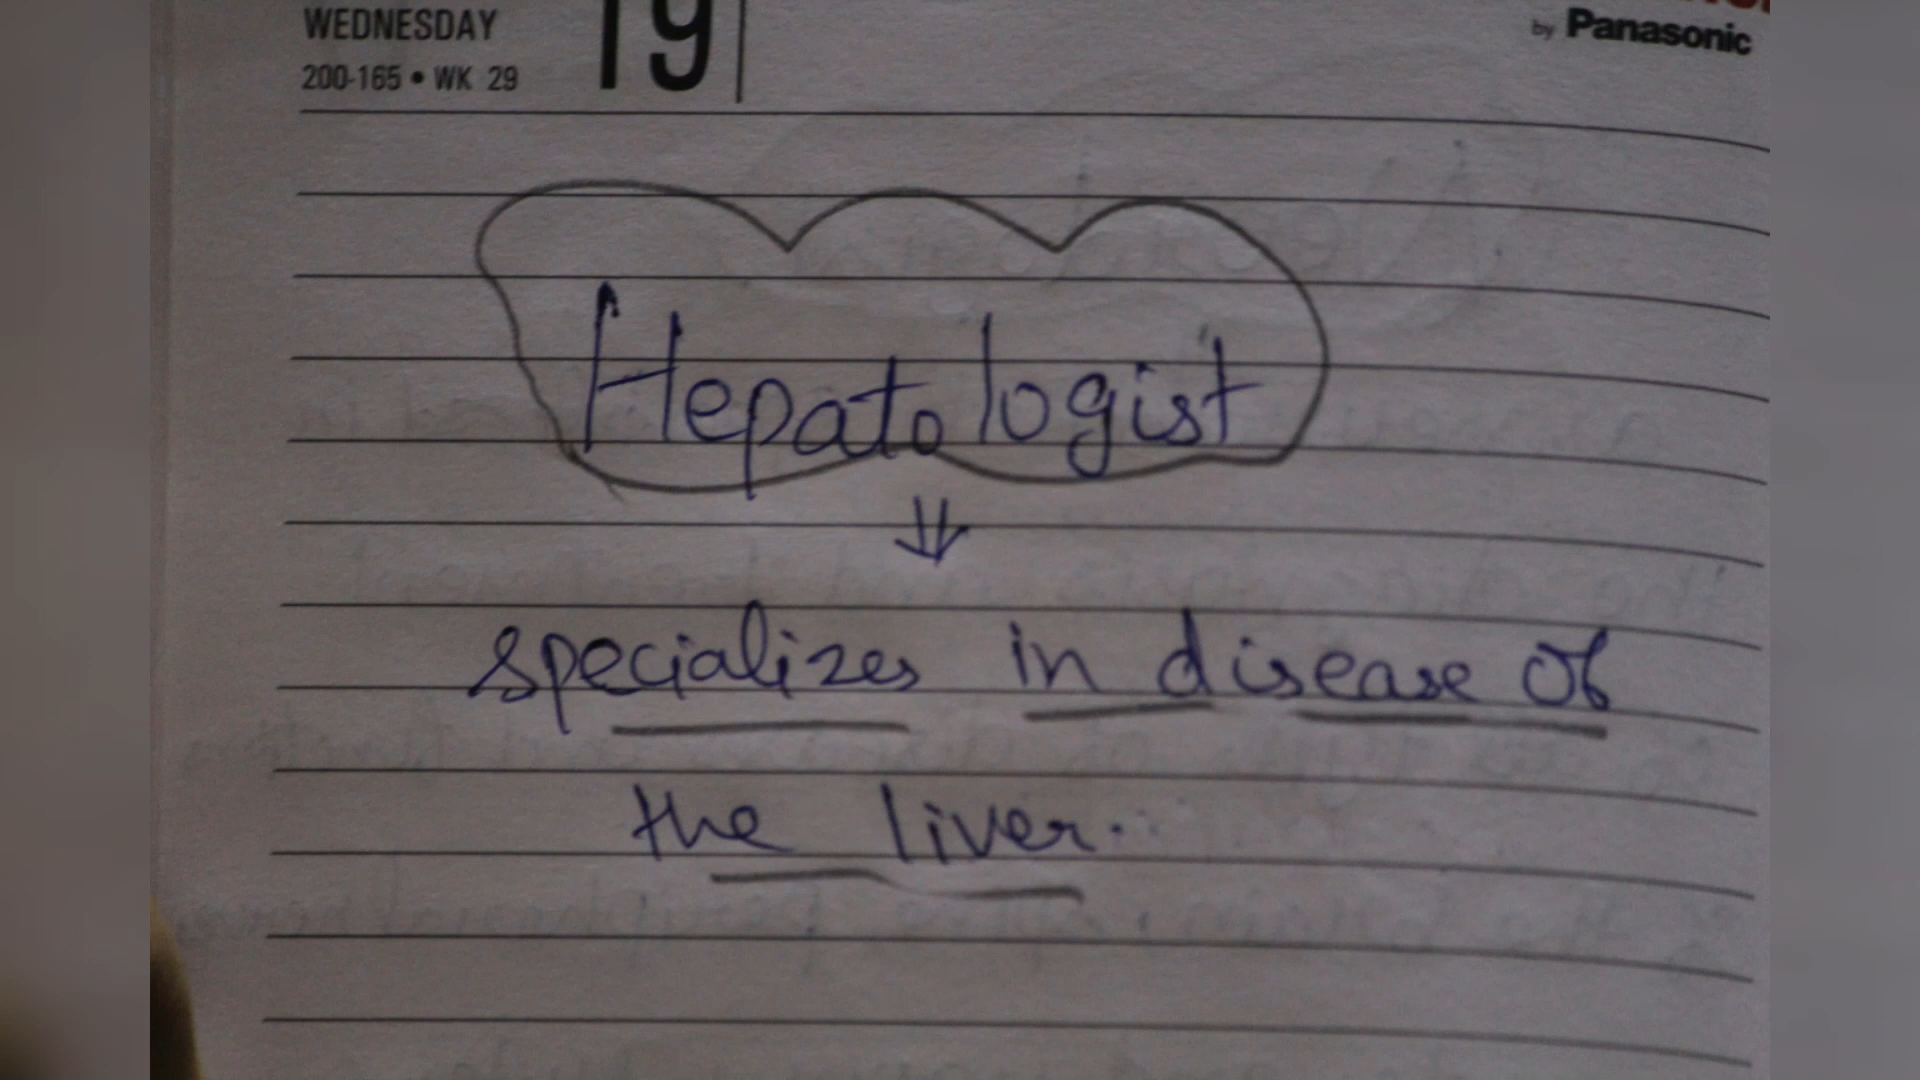 WEDNESDAY 19
200-165 • WK 29
by Panasonic
Hepatologist
specializes in disease of
the liver.